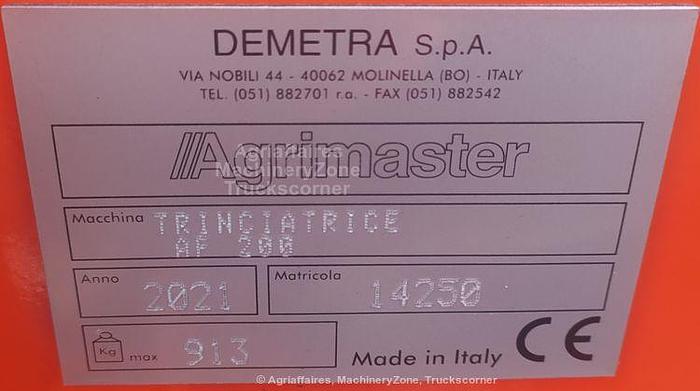 DEMETRA S.p.A.
VIA NOBILI 44 - 40062 MOLINELLA (BO) - ITALY
TEL. (051) 882701 r.a. - FAX (051) 882542
Agrimaster
Agriaffaires
MachineryZone
Truckscorner
Macchina TRINCIATRICE
AF 200
Anno 2021 Matricola 14250
Kg max 913 Made in Italy CE
© Agriaffaires, MachineryZone, Truckscorner